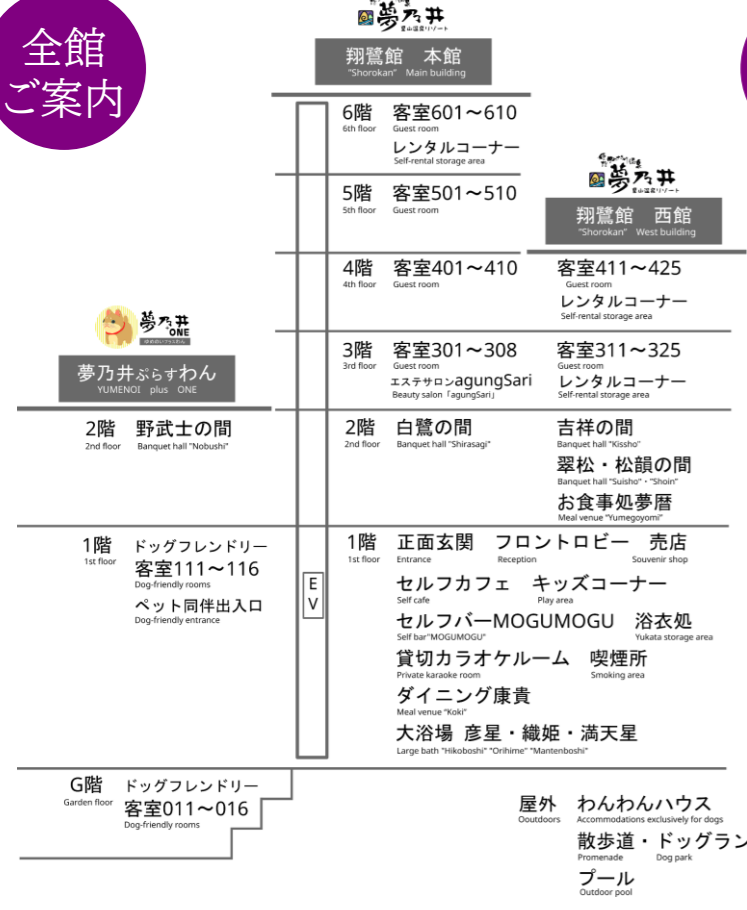 全館
ご案内
夢乃井
夢乃井
翔鷺館 本館
"Shorokan" Main building
6階 客室601～610
6th floor Guest room
レンタルコーナー
Self-rental storage area
5階 客室501～510
5th floor Guest room
4階 客室401～410
4th floor Guest room
3階 客室301～308
3rd floor Guest room
エステサロンagungSari
Beauty salon「agungSari」
2階 白鷺の間
2nd floor Banquet hall "Shirasagi"
翔鷺館 西館
"Shorokan" West building
客室411～425
Guest room
レンタルコーナー
Self-rental storage area
客室311～325
Guest room
レンタルコーナー
Self-rental storage area
吉祥の間
Banquet hall "Kissho"
翠松・松韻の間
Banquet hall "Suisho"・"Shoin"
お食事処夢暦
Meal venue "Yumegoyomi"
夢乃井
ONE
夢乃井ぷらすわん
YUMENOI plus ONE
2階 野武士の間
2nd floor Banquet hall "Nobushi"
1階 ドッグフレンドリー
1st floor 客室111～116
Dog-friendly rooms
ペット同伴出入口
Dog-friendly entrance
EV
1階 正面玄関 フロントロビー 売店
1st floor Entrance Reception Souvenir shop
セルフカフェ キッズコーナー
Self cafe Play area
セルフバーMOGUMOGU 浴衣処
Self bar"MOGUMOGU" Yukata storage area
貸切カラオケルーム 喫煙所
Private karaoke room Smoking area
ダイニング康貴
Meal venue "Koki"
大浴場 彦星・織姫・満天星
Large bath "Hikoboshi" "Orihime" "Mantenboshi"
G階 ドッグフレンドリー
Garden floor 客室011～016
Dog-friendly rooms
屋外 わんわんハウス
Ooutdoors Accommodations exclusively for dogs
散歩道・ドッグラン
Promenade Dog park
プール
Outdoor pool